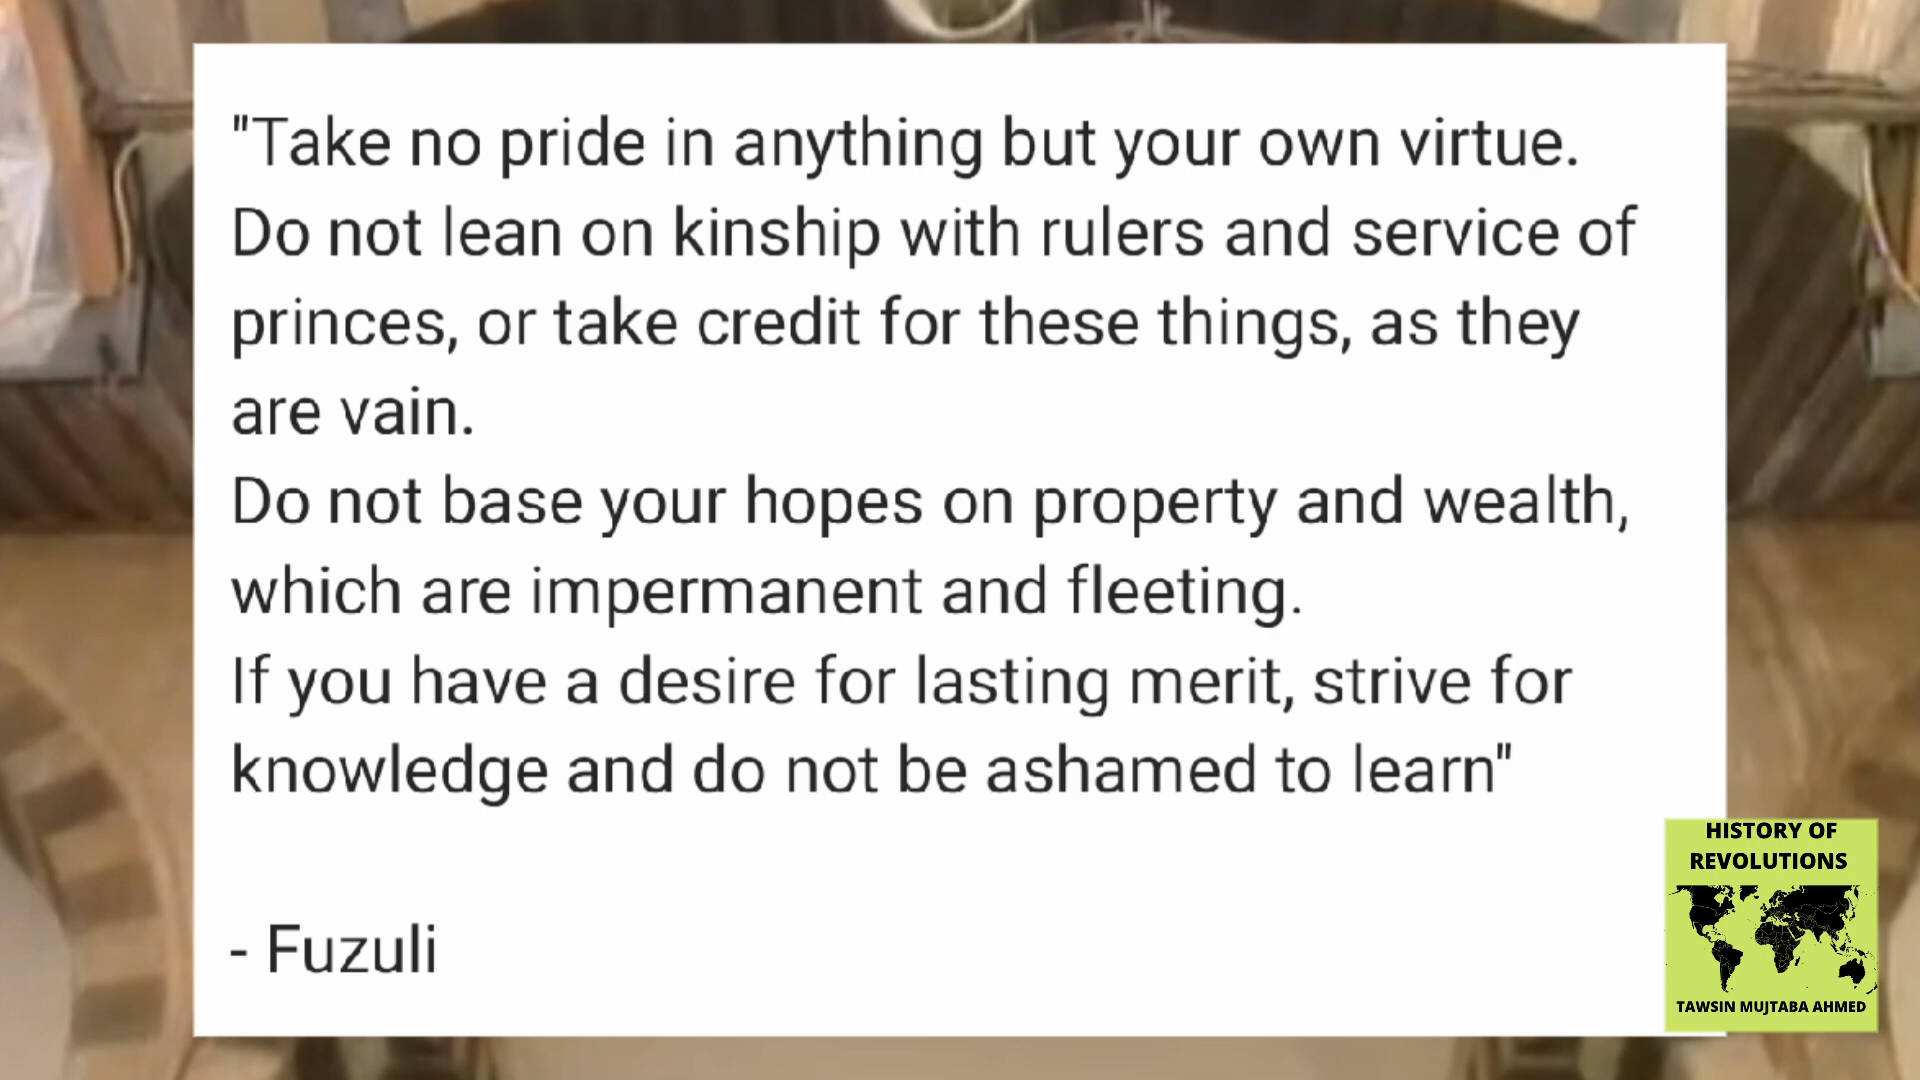 "Take no pride in anything but your own virtue.
Do not lean on kinship with rulers and service of
princes, or take credit for these things, as they
are vain.
Do not base your hopes on property and wealth,
which are impermanent and fleeting.
If you have a desire for lasting merit, strive for
knowledge and do not be ashamed to learn"
- Fuzuli
HISTORY OF
REVOLUTIONS
TAWSIN MUJTABA AHMED